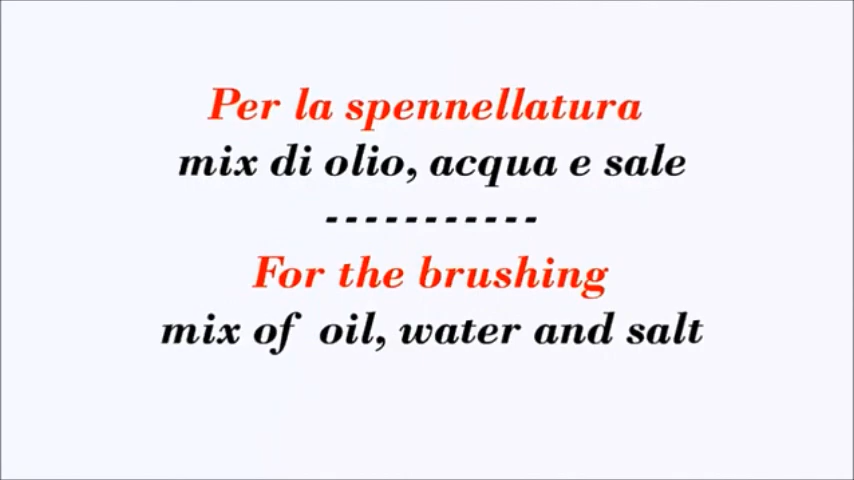 Per la spennellatura
mix di olio, acqua e sale
-----------
For the brushing
mix of oil, water and salt